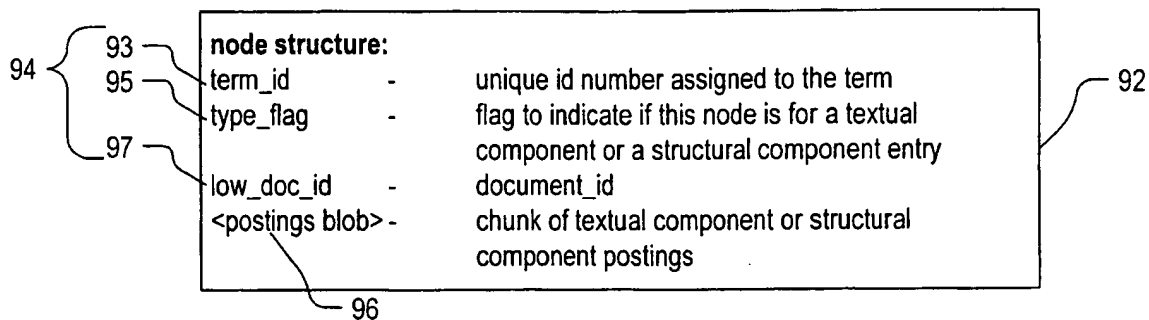 node structure:
93
94
term_id - unique id number assigned to the term
92
95
type_flag - flag to indicate if this node is for a textual
component or a structural component entry
97
low_doc_id - document_id
<postings blob> - chunk of textual component or structural
component postings
96